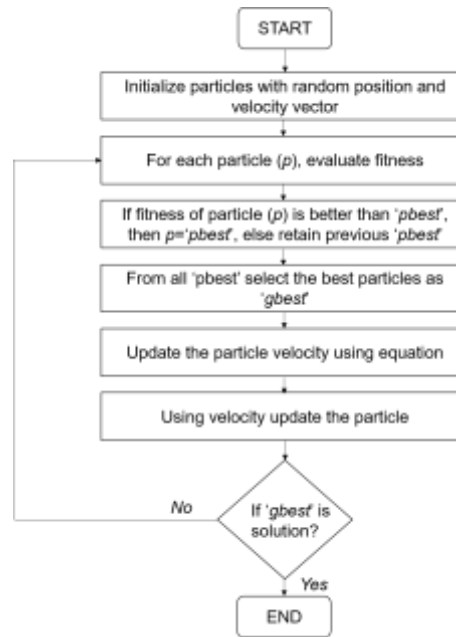 START
Initialize particles with random position and
velocity vector
For each particle (p), evaluate fitness
If fitness of particle (p) is better than 'pbest',
then p='pbest', else retain previous 'pbest'
From all 'pbest' select the best particles as
'gbest'
Update the particle velocity using equation
Using velocity update the particle
No
If 'gbest' is
solution?
Yes
END